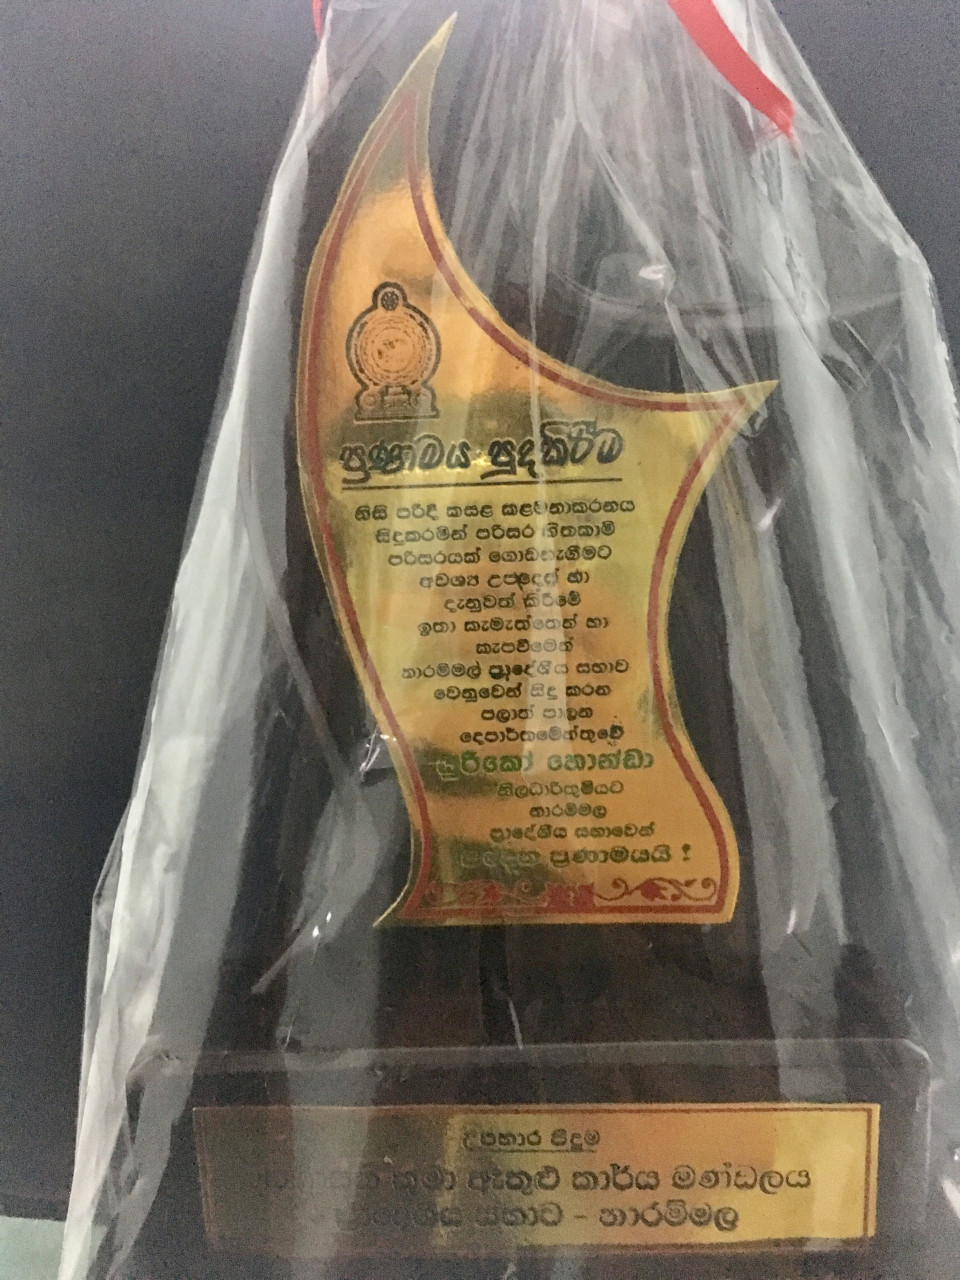 ප්‍රණාමය පුදකිරීම
නිසි පරිදි කසළ කළමනාකරනය
සිදුකරමින් පරිසර හිතකාමී
පරිසරයක් ගොඩනැගීමට
අවශ්‍ය උපදෙස් හා
දැනුවත් කිරීමේ
ඉතා කැමැත්තෙන් හා
කැපවීමෙන්
නාරම්මල ප්‍රාදේශීය සභාව
වෙනුවෙන් සිදු කරන
පලාත් පාලන
දෙපාර්තමේන්තුවේ
යුරිකෝ හොන්ඩා
නිලධාරිතුමියට
නාරම්මල
ප්‍රාදේශීය සභාවෙන්
ප්‍රණාමයයි !
උපහාර පිදුම
තුමා ඇතුළු කාර්ය මණ්ඩලය
ප්‍රාදේශීය සභාව - නාරම්මල